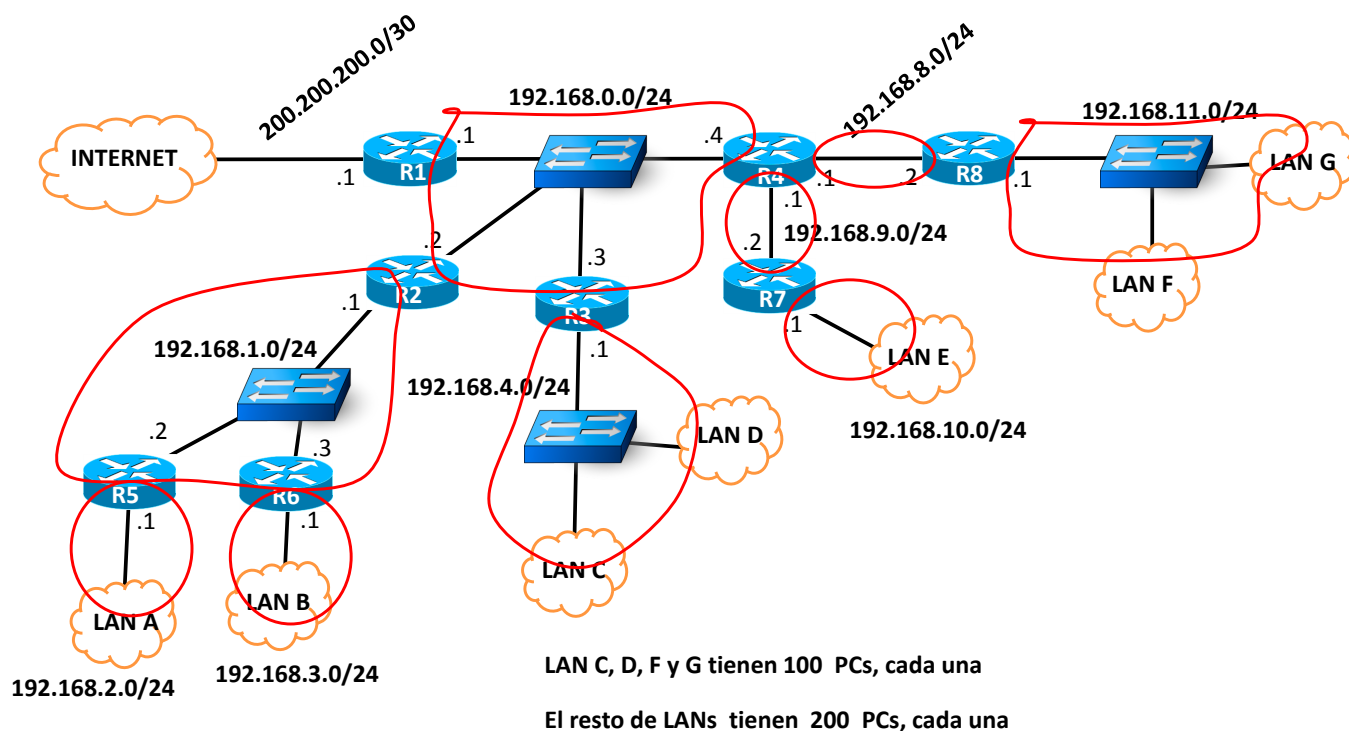 200.200.200.0/30
192.168.0.0/24
192.168.8.0/24
192.168.11.0/24
INTERNET
.1
R1
.1
.4
R4
.1
.2
R8
.1
LAN G
.1
192.168.9.0/24
.2
.2
.3
R2
R7
LAN F
.1
R3
.1
.1
LAN E
192.168.1.0/24
192.168.4.0/24
192.168.10.0/24
LAN D
.2
.3
R5
R6
.1
.1
LAN C
LAN A
LAN B
192.168.2.0/24
192.168.3.0/24
LAN C, D, F y G tienen 100 PCs, cada una
El resto de LANs tienen 200 PCs, cada una